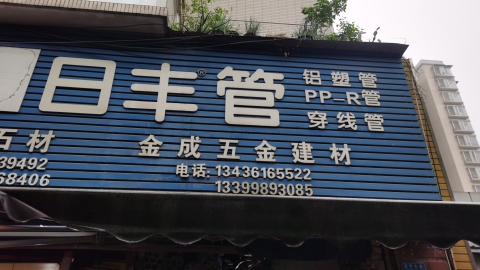 日丰®管
铝塑管
PP-R管
穿线管
金成五金建材
石材
电话: 13436165522
13399893085
39492
68406